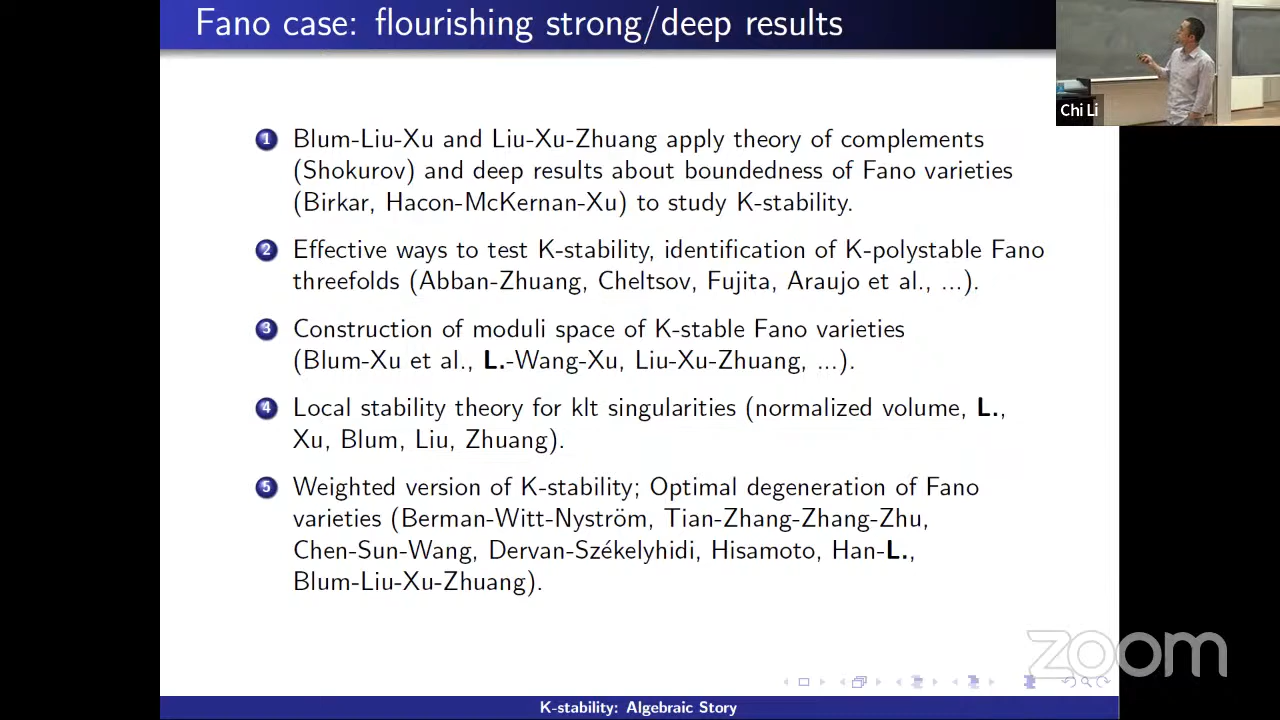 Fano case: flourishing strong/deep results
Chi Li
1 Blum-Liu-Xu and Liu-Xu-Zhuang apply theory of complements
(Shokurov) and deep results about boundedness of Fano varieties
(Birkar, Hacon-McKernan-Xu) to study K-stability.
2 Effective ways to test K-stability, identification of K-polystable Fano
threefolds (Abban-Zhuang, Cheltsov, Fujita, Araujo et al., ...).
3 Construction of moduli space of K-stable Fano varieties
(Blum-Xu et al., L.-Wang-Xu, Liu-Xu-Zhuang, ...).
4 Local stability theory for klt singularities (normalized volume, L.,
Xu, Blum, Liu, Zhuang).
5 Weighted version of K-stability; Optimal degeneration of Fano
varieties (Berman-Witt-Nyström, Tian-Zhang-Zhang-Zhu,
Chen-Sun-Wang, Dervan-Székelyhidi, Hisamoto, Han-L.,
Blum-Liu-Xu-Zhuang).
zoom
K-stability: Algebraic Story